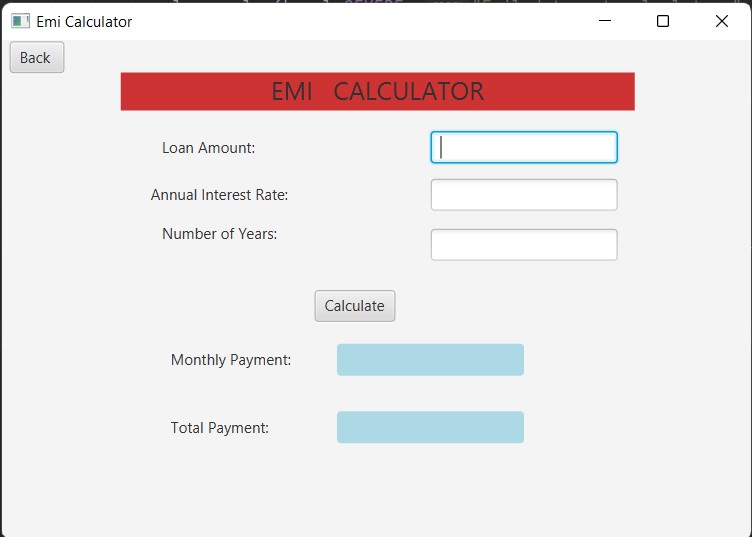 Emi Calculator
Back
EMI CALCULATOR
Loan Amount:
Annual Interest Rate:
Number of Years:
Calculate
Monthly Payment:
Total Payment: